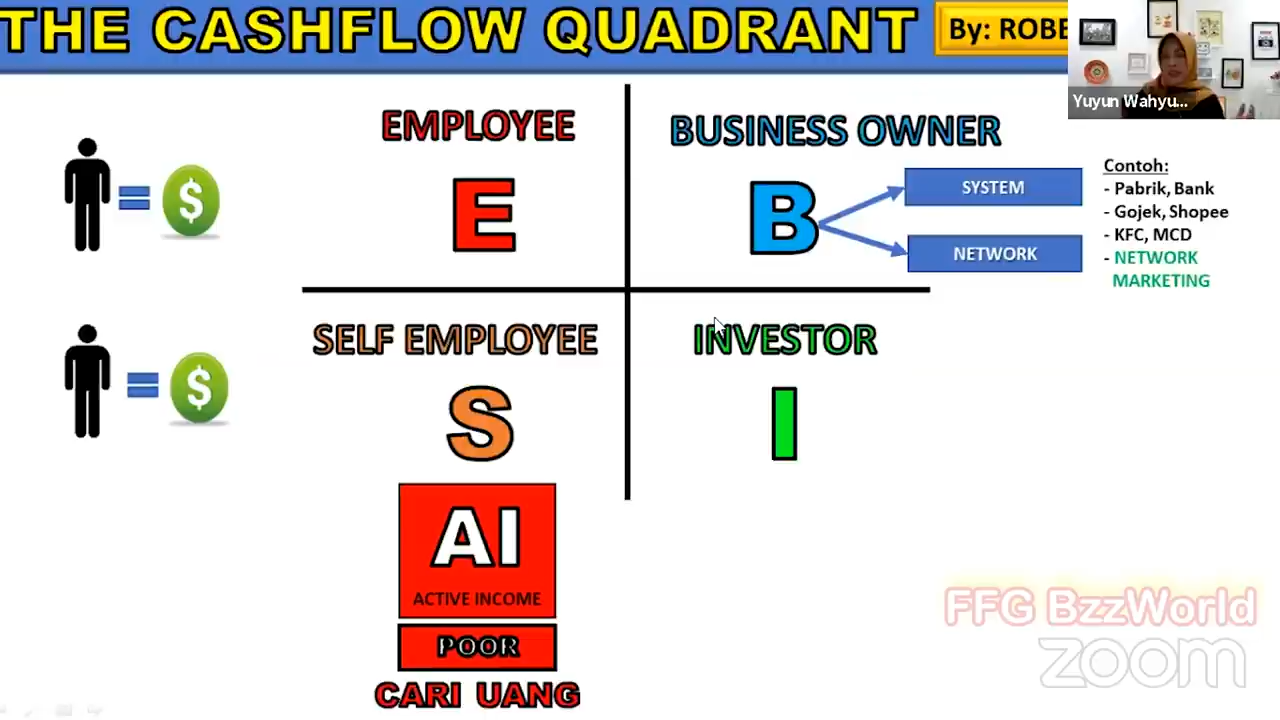 THE CASHFLOW QUADRANT
By: ROBE
Yuyun Wahyu...
EMPLOYEE
E
BUSINESS OWNER
B
SYSTEM
NETWORK
Contoh:
- Pabrik, Bank
- Gojek, Shopee
- KFC, MCD
- NETWORK
MARKETING
$
$
SELF EMPLOYEE
S
INVESTOR
I
AI
ACTIVE INCOME
POOR
CARI UANG
FFG BzzWorld
zoom